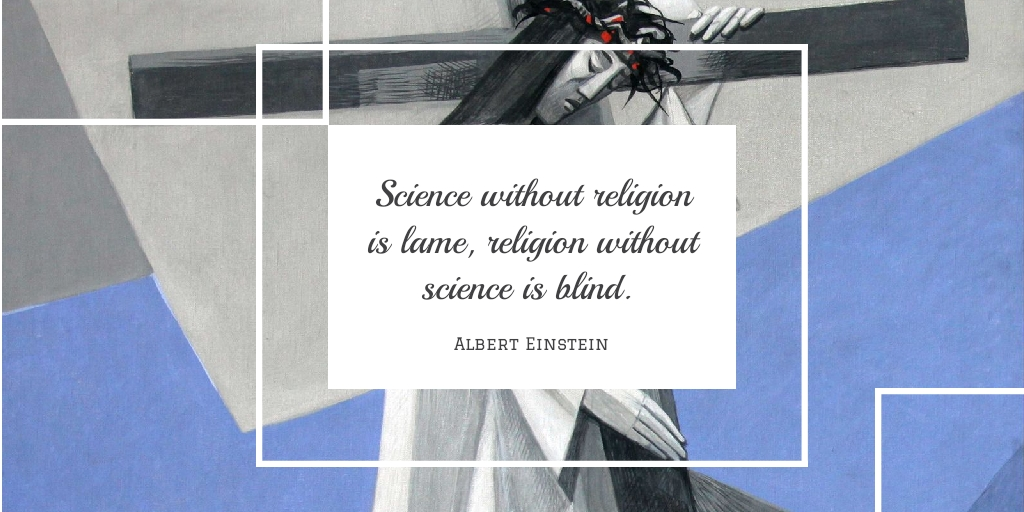 Science without religion
is lame, religion without
science is blind.
Albert Einstein